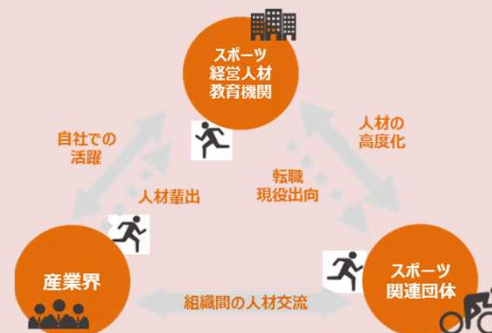 スポーツ
経営人材
教育機関
自社での
活躍
人材の
高度化
人材輩出
転職
現役出向
産業界
スポーツ
関連団体
組織間の人材交流